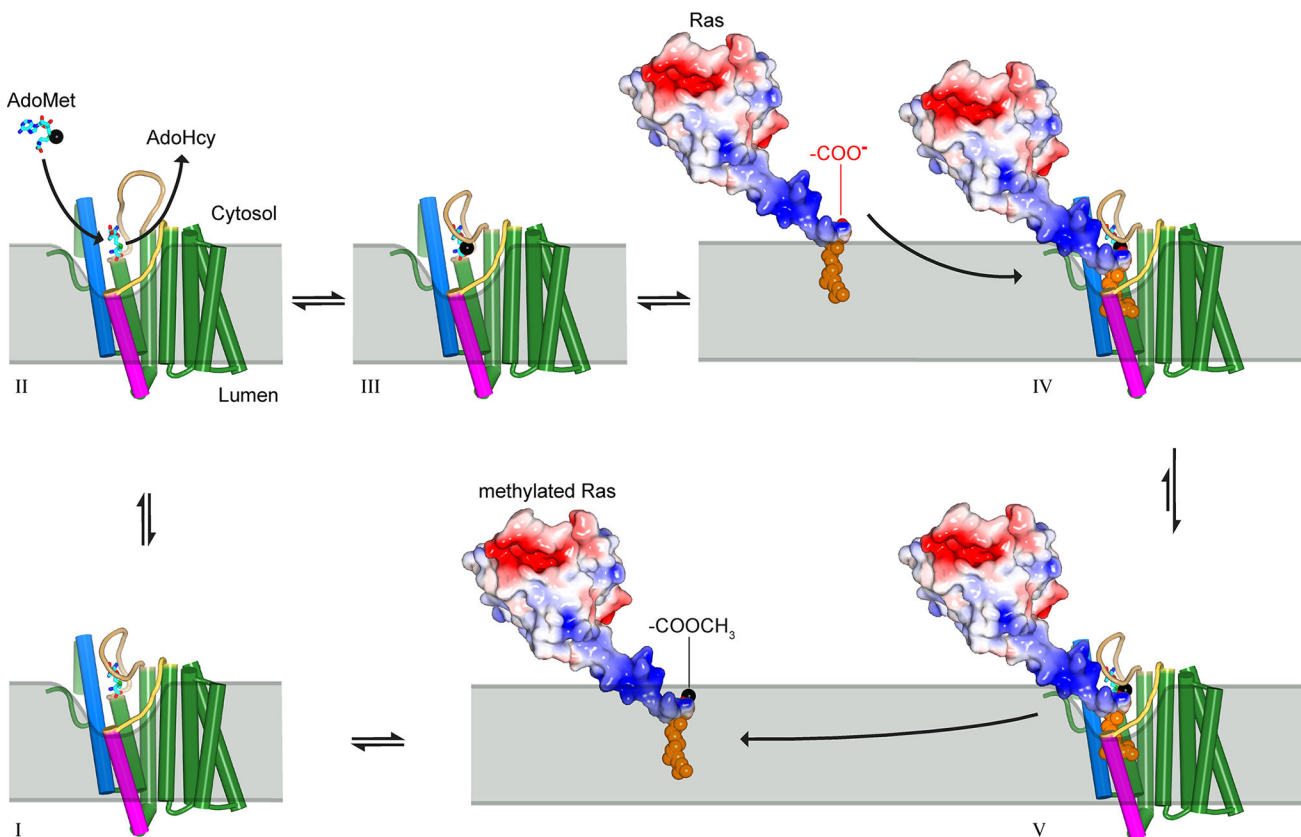 Ras
AdoMet
AdoHcy
-COO⁻
Cytosol
II
Lumen
III
IV
methylated Ras
-COOCH₃
I
V